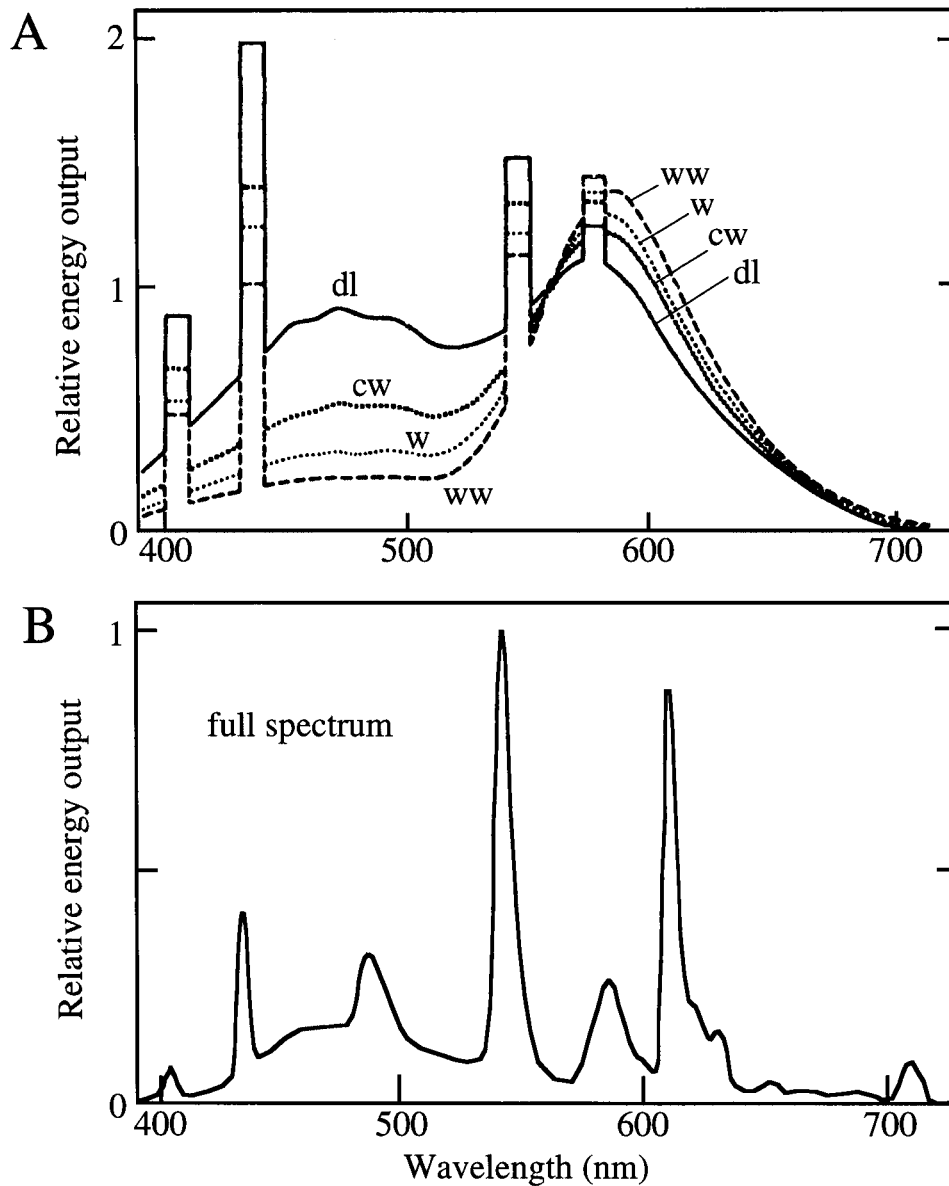 A
Relative energy output
2
1
0
dl
cw
w
ww
ww
w
cw
dl
400 500 600 700
B
Relative energy output
1
0
full spectrum
400 500 600 700
Wavelength (nm)